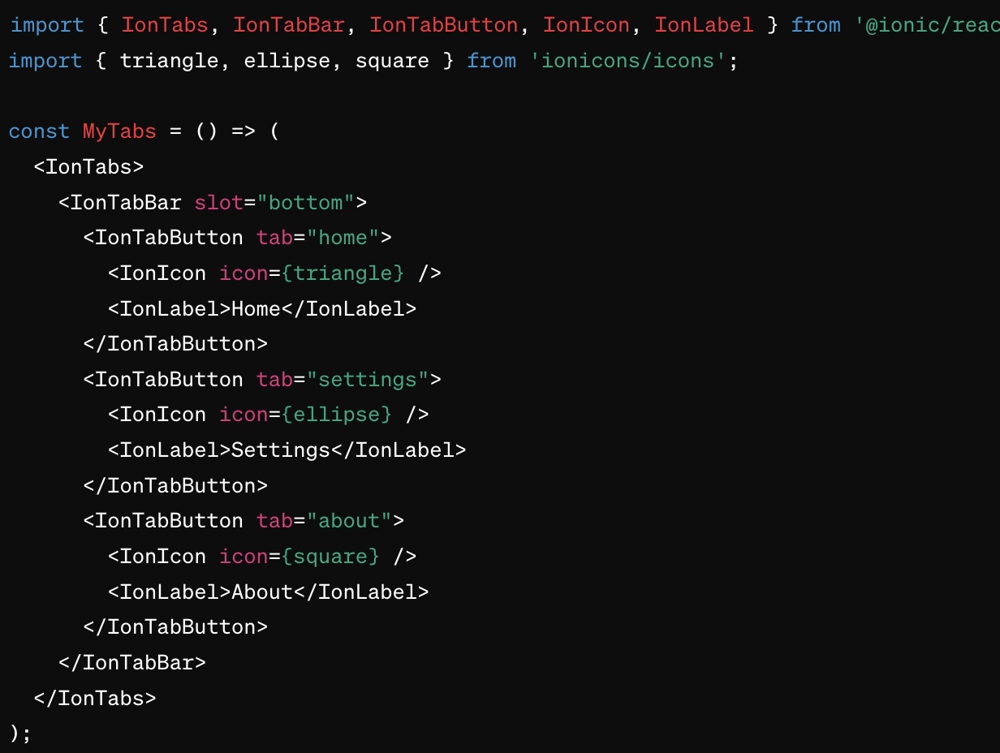 import { IonTabs, IonTabBar, IonTabButton, IonIcon, IonLabel } from '@ionic/reac
import { triangle, ellipse, square } from 'ionicons/icons';
const MyTabs = () => (
<IonTabs>
<IonTabBar slot="bottom">
<IonTabButton tab="home">
<IonIcon icon={triangle} />
<IonLabel>Home</IonLabel>
</IonTabButton>
<IonTabButton tab="settings">
<IonIcon icon={ellipse} />
<IonLabel>Settings</IonLabel>
</IonTabButton>
<IonTabButton tab="about">
<IonIcon icon={square} />
<IonLabel>About</IonLabel>
</IonTabButton>
</IonTabBar>
</IonTabs>
);